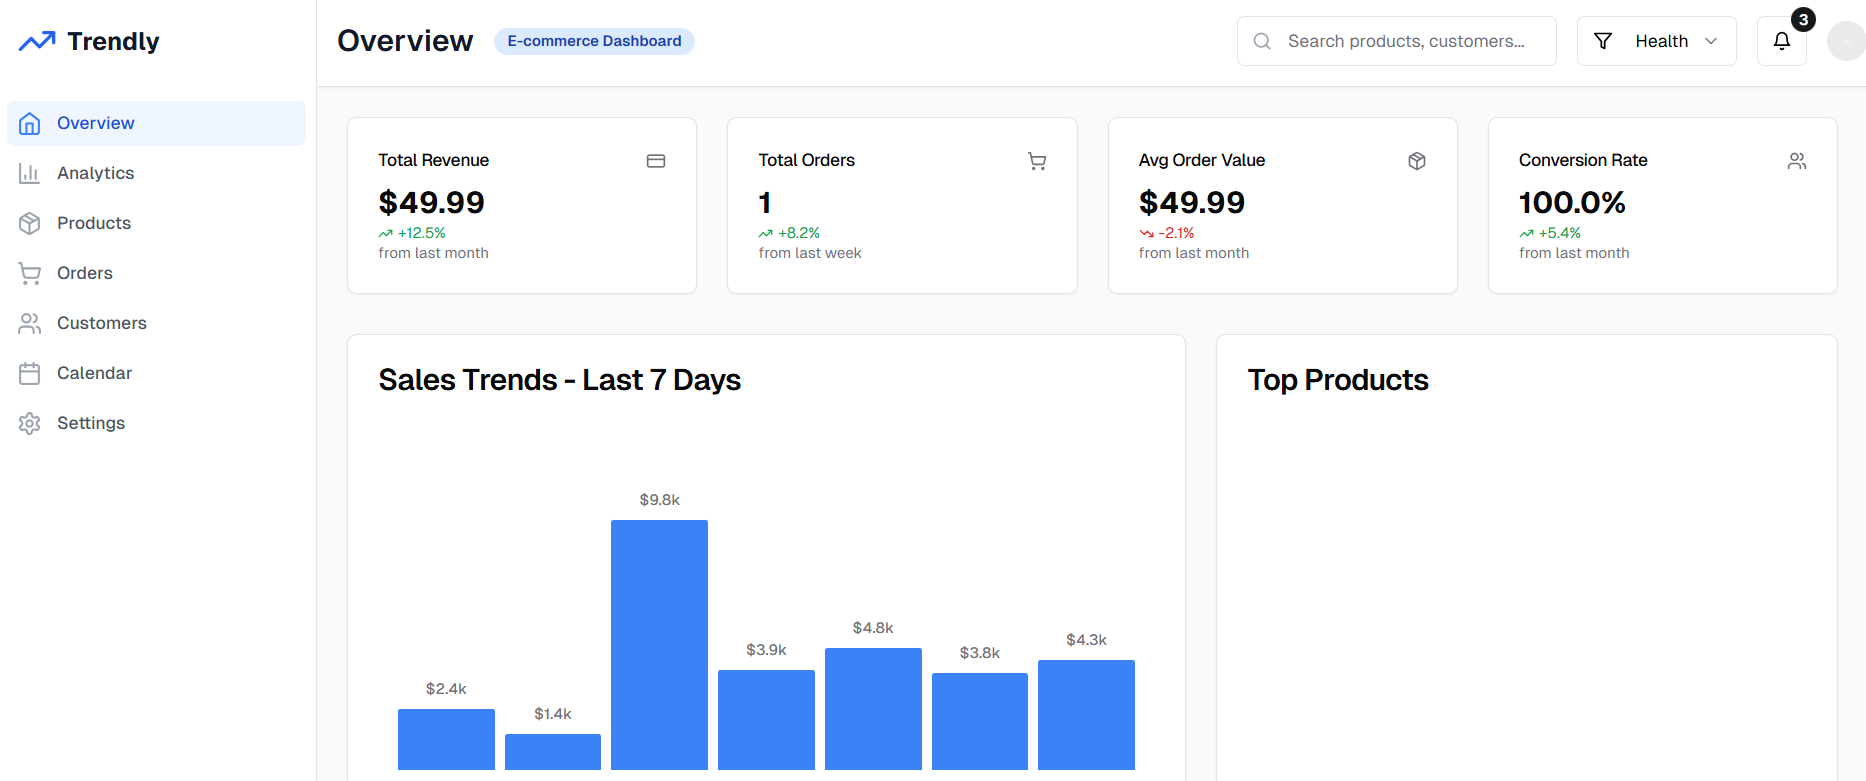 Trendly
Overview
E-commerce Dashboard
Search products, customers...
Health
3
Overview
Analytics
Products
Orders
Customers
Calendar
Settings
Total Revenue
$49.99
+12.5%
from last month
Total Orders
1
+8.2%
from last week
Avg Order Value
$49.99
-2.1%
from last month
Conversion Rate
100.0%
+5.4%
from last month
Sales Trends - Last 7 Days
$2.4k
$1.4k
$9.8k
$3.9k
$4.8k
$3.8k
$4.3k
Top Products